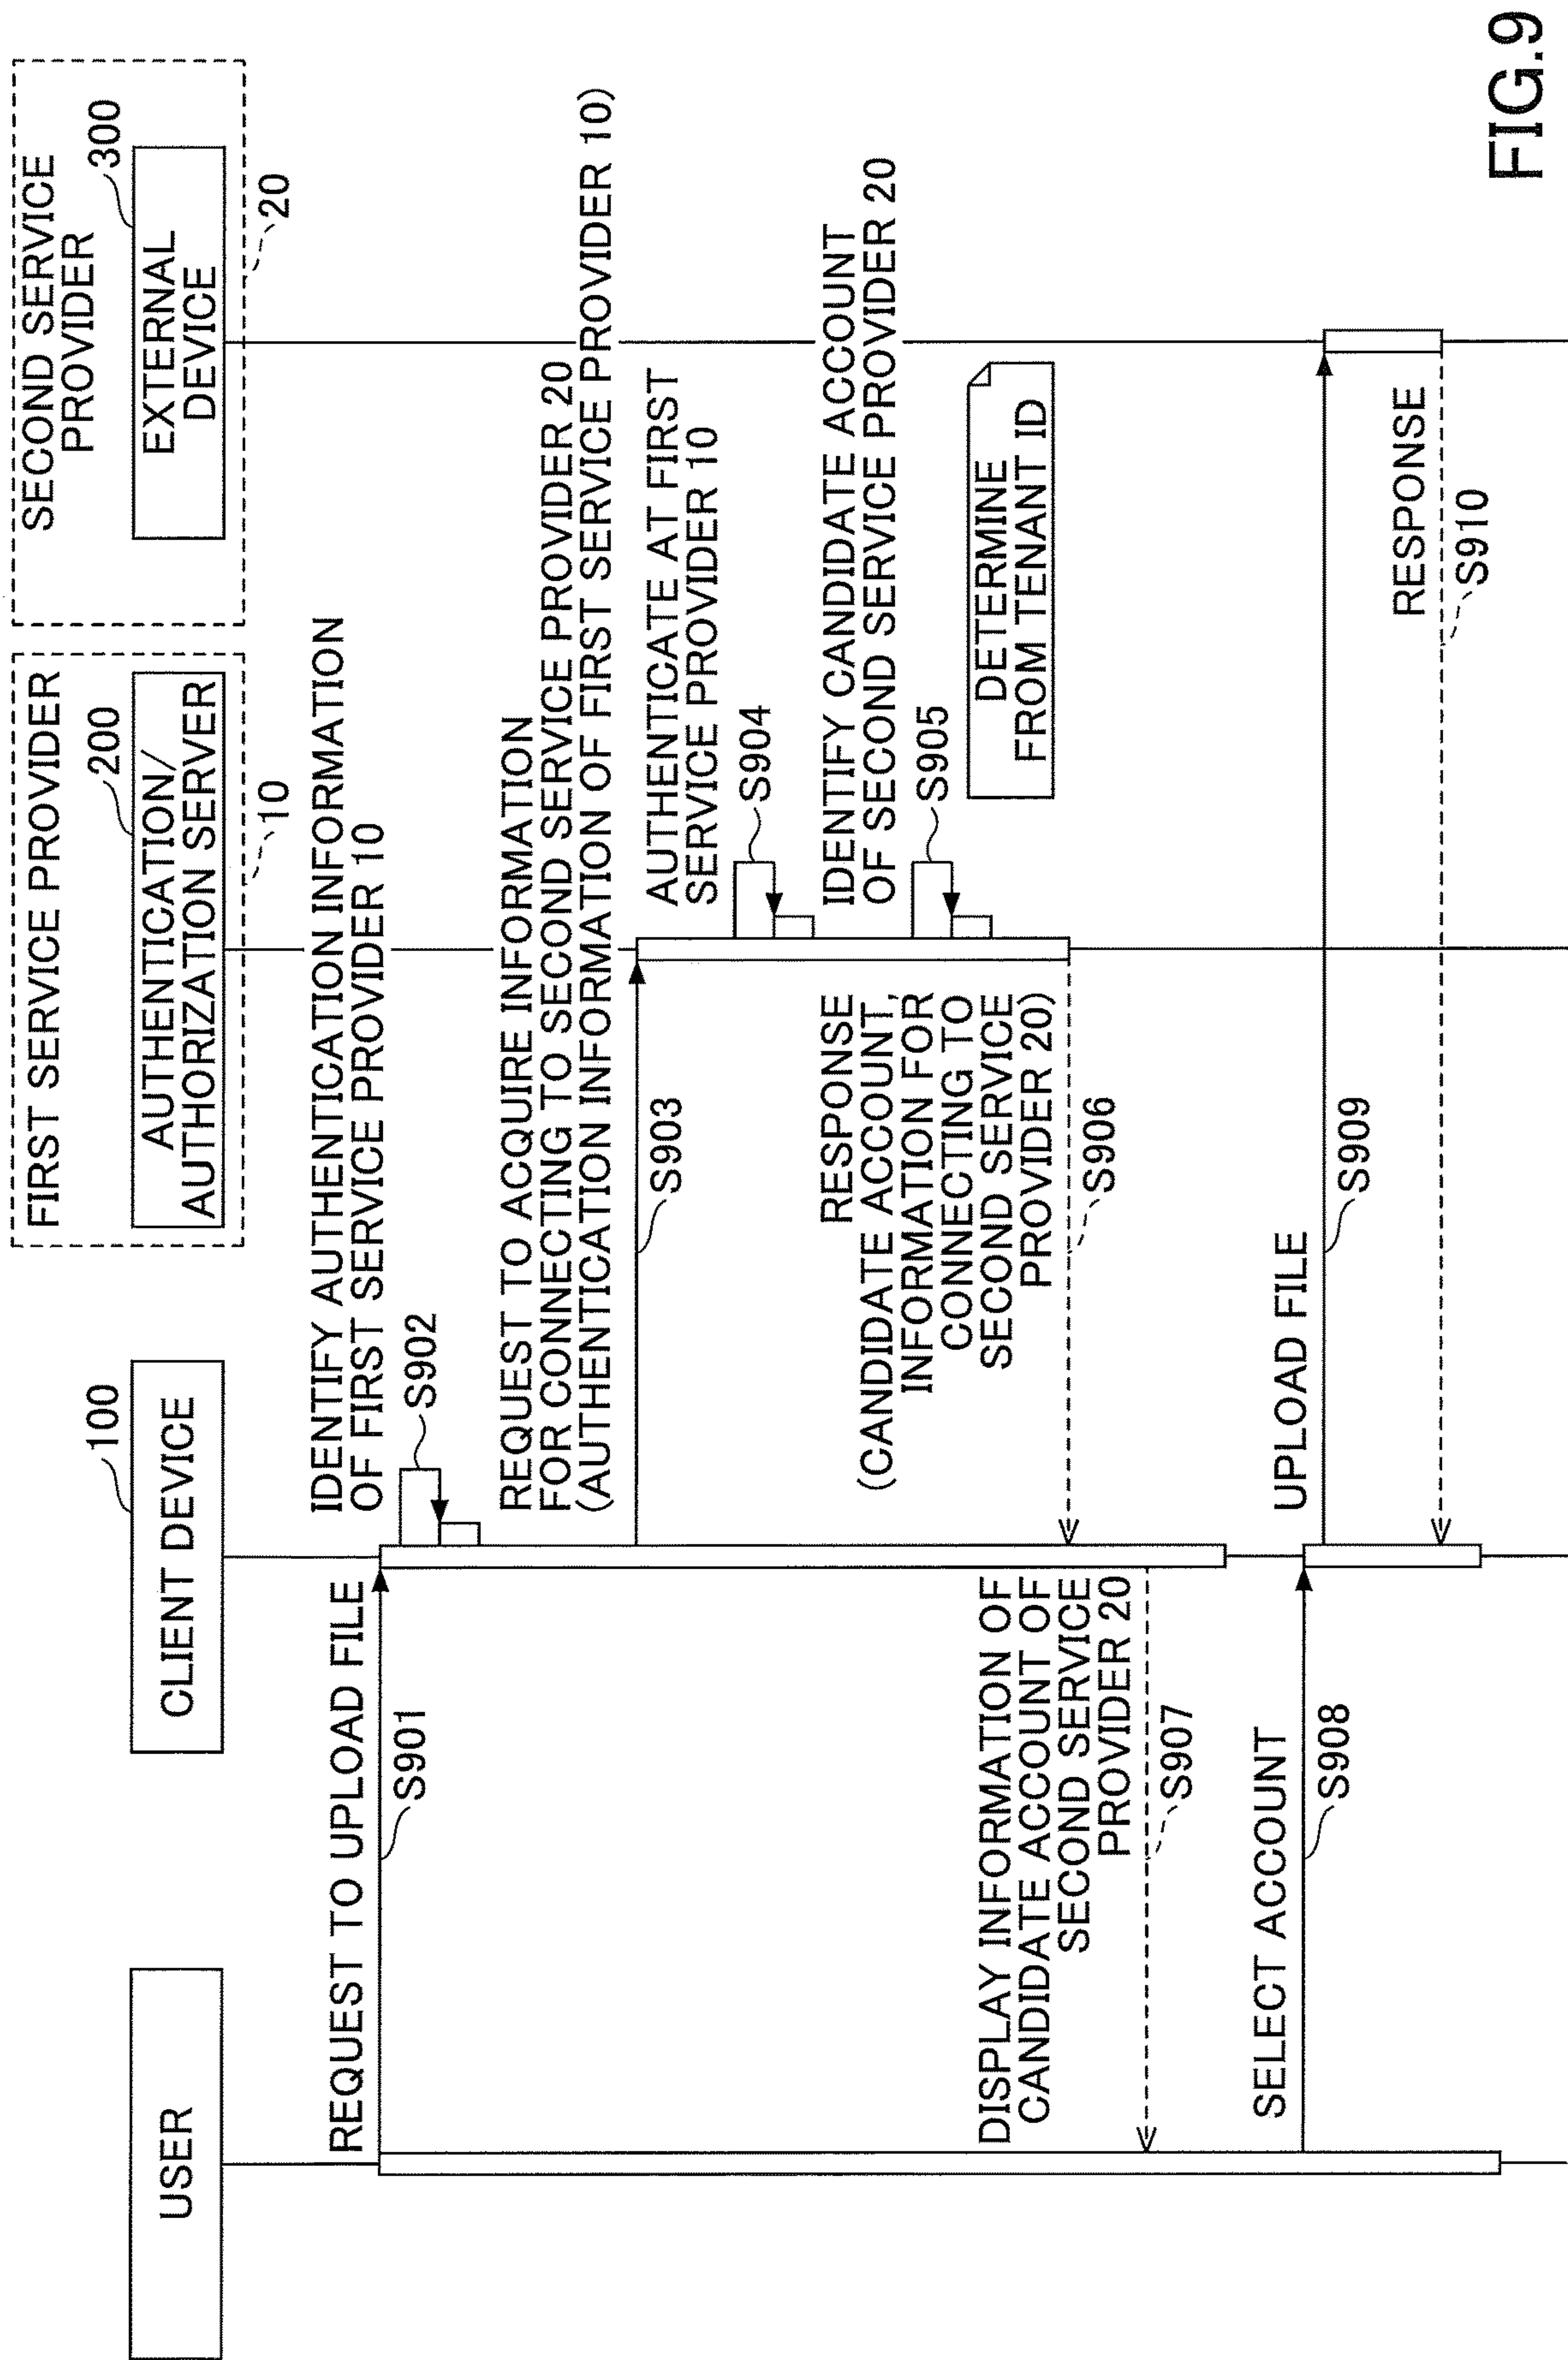 USER
CLIENT DEVICE
100
FIRST SERVICE PROVIDER
200
AUTHENTICATION/
AUTHORIZATION SERVER
10
SECOND SERVICE
PROVIDER
300
EXTERNAL
DEVICE
20
REQUEST TO UPLOAD FILE
S901
IDENTIFY AUTHENTICATION INFORMATION
OF FIRST SERVICE PROVIDER 10
S902
REQUEST TO ACQUIRE INFORMATION
FOR CONNECTING TO SECOND SERVICE PROVIDER 20
(AUTHENTICATION INFORMATION OF FIRST SERVICE PROVIDER 10)
S903
AUTHENTICATE AT FIRST
SERVICE PROVIDER 10
S904
IDENTIFY CANDIDATE ACCOUNT
OF SECOND SERVICE PROVIDER 20
S905
DETERMINE
FROM TENANT ID
RESPONSE
(CANDIDATE ACCOUNT,
INFORMATION FOR
CONNECTING TO
SECOND SERVICE
PROVIDER 20)
S906
DISPLAY INFORMATION OF
CANDIDATE ACCOUNT OF
SECOND SERVICE
PROVIDER 20
S907
SELECT ACCOUNT
S908
UPLOAD FILE
S909
RESPONSE
S910
FIG.9